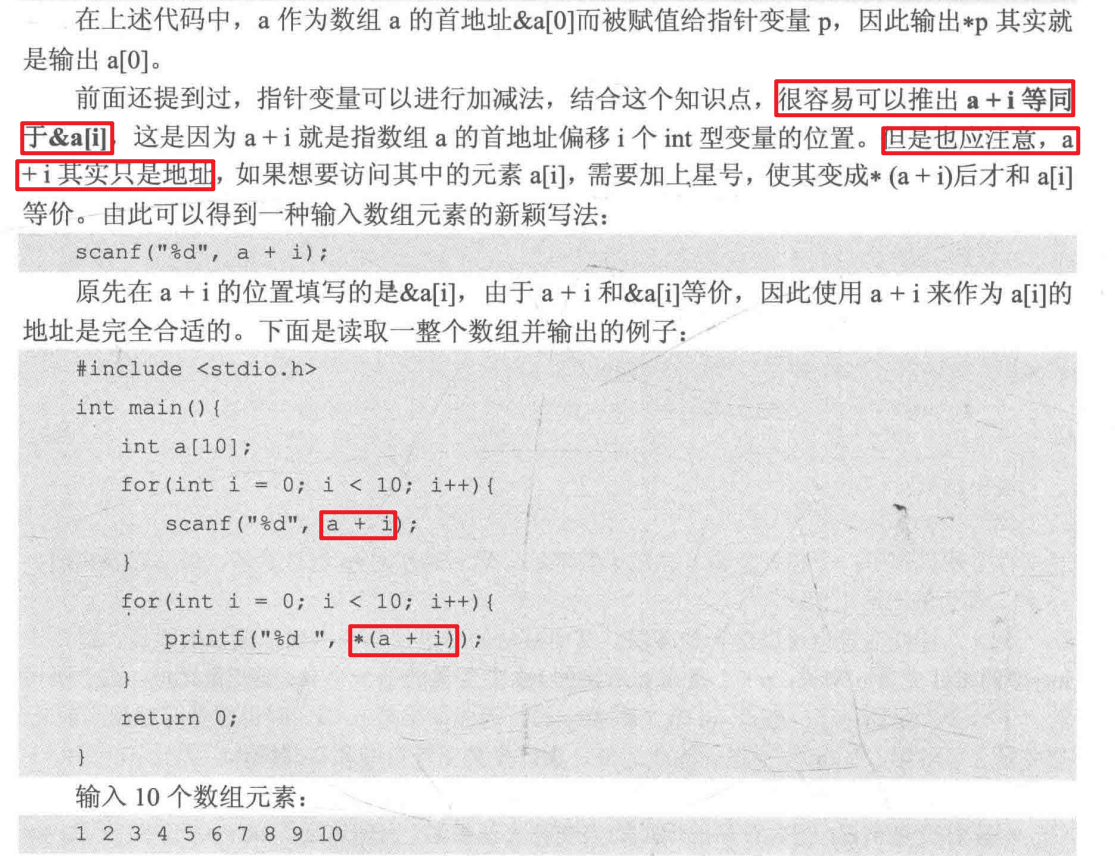 在上述代码中，a 作为数组 a 的首地址&a[0]而被赋值给指针变量 p，因此输出*p 其实就
是输出 a[0]。
前面还提到过，指针变量可以进行加减法，结合这个知识点，很容易可以推出 a + i 等同
于&a[i]，这是因为 a + i 就是指数组 a 的首地址偏移 i 个 int 型变量的位置。但是也应注意，a
+ i 其实只是地址，如果想要访问其中的元素 a[i]，需要加上星号，使其变成* (a + i)后才和 a[i]
等价。由此可以得到一种输入数组元素的新颖写法：
scanf("%d", a + i);
原先在 a + i 的位置填写的是&a[i]，由于 a + i 和&a[i]等价，因此使用 a + i 来作为 a[i]的
地址是完全合适的。下面是读取一整个数组并输出的例子：
#include <stdio.h>
int main(){
int a[10];
for(int i = 0; i < 10; i++){
scanf("%d", a + i);
}
for(int i = 0; i < 10; i++){
printf("%d ", *(a + i));
}
return 0;
}
输入 10 个数组元素：
1 2 3 4 5 6 7 8 9 10